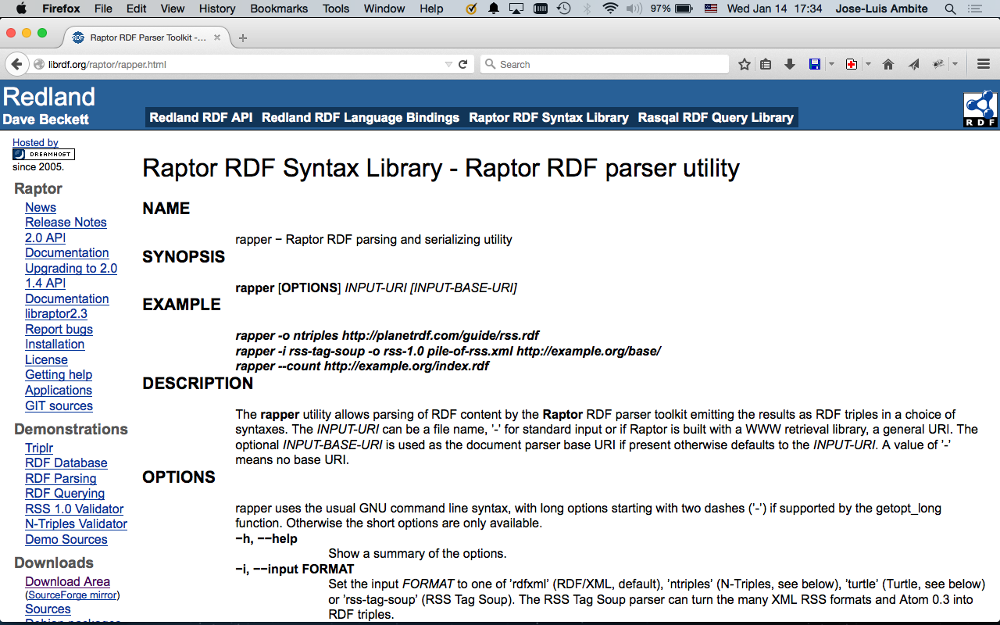 Firefox File Edit View History Bookmarks Tools Window Help 97% Wed Jan 14 17:34 Jose-Luis Ambite
RDF Raptor RDF Parser Toolkit -...
librdf.org/raptor/rapper.html Search
Redland
Dave Beckett
Redland RDF API Redland RDF Language Bindings Raptor RDF Syntax Library Rasqal RDF Query Library
RDF
Hosted by
DREAMHOST
since 2005.
Raptor
News
Release Notes
2.0 API
Documentation
Upgrading to 2.0
1.4 API
Documentation
libraptor2.3
Report bugs
Installation
License
Getting help
Applications
GIT sources
Demonstrations
Triplr
RDF Database
RDF Parsing
RDF Querying
RSS 1.0 Validator
N-Triples Validator
Demo Sources
Downloads
Download Area
(SourceForge mirror)
Sources
Debian packages
Raptor RDF Syntax Library - Raptor RDF parser utility
NAME
rapper − Raptor RDF parsing and serializing utility
SYNOPSIS
rapper [OPTIONS] INPUT-URI [INPUT-BASE-URI]
EXAMPLE
rapper -o ntriples http://planetrdf.com/guide/rss.rdf
rapper -i rss-tag-soup -o rss-1.0 pile-of-rss.xml http://example.org/base/
rapper --count http://example.org/index.rdf
DESCRIPTION
The rapper utility allows parsing of RDF content by the Raptor RDF parser toolkit emitting the results as RDF triples in a choice of
syntaxes. The INPUT-URI can be a file name, ’-’ for standard input or if Raptor is built with a WWW retrieval library, a general URI. The
optional INPUT-BASE-URI is used as the document parser base URI if present otherwise defaults to the INPUT-URI. A value of ’-’
means no base URI.
OPTIONS
rapper uses the usual GNU command line syntax, with long options starting with two dashes (’-’) if supported by the getopt_long
function. Otherwise the short options are only available.
−h, −−help
Show a summary of the options.
−i, −−input FORMAT
Set the input FORMAT to one of ’rdfxml’ (RDF/XML, default), ’ntriples’ (N-Triples, see below), ’turtle’ (Turtle, see below)
or ’rss-tag-soup’ (RSS Tag Soup). The RSS Tag Soup parser can turn the many XML RSS formats and Atom 0.3 into
RDF triples.